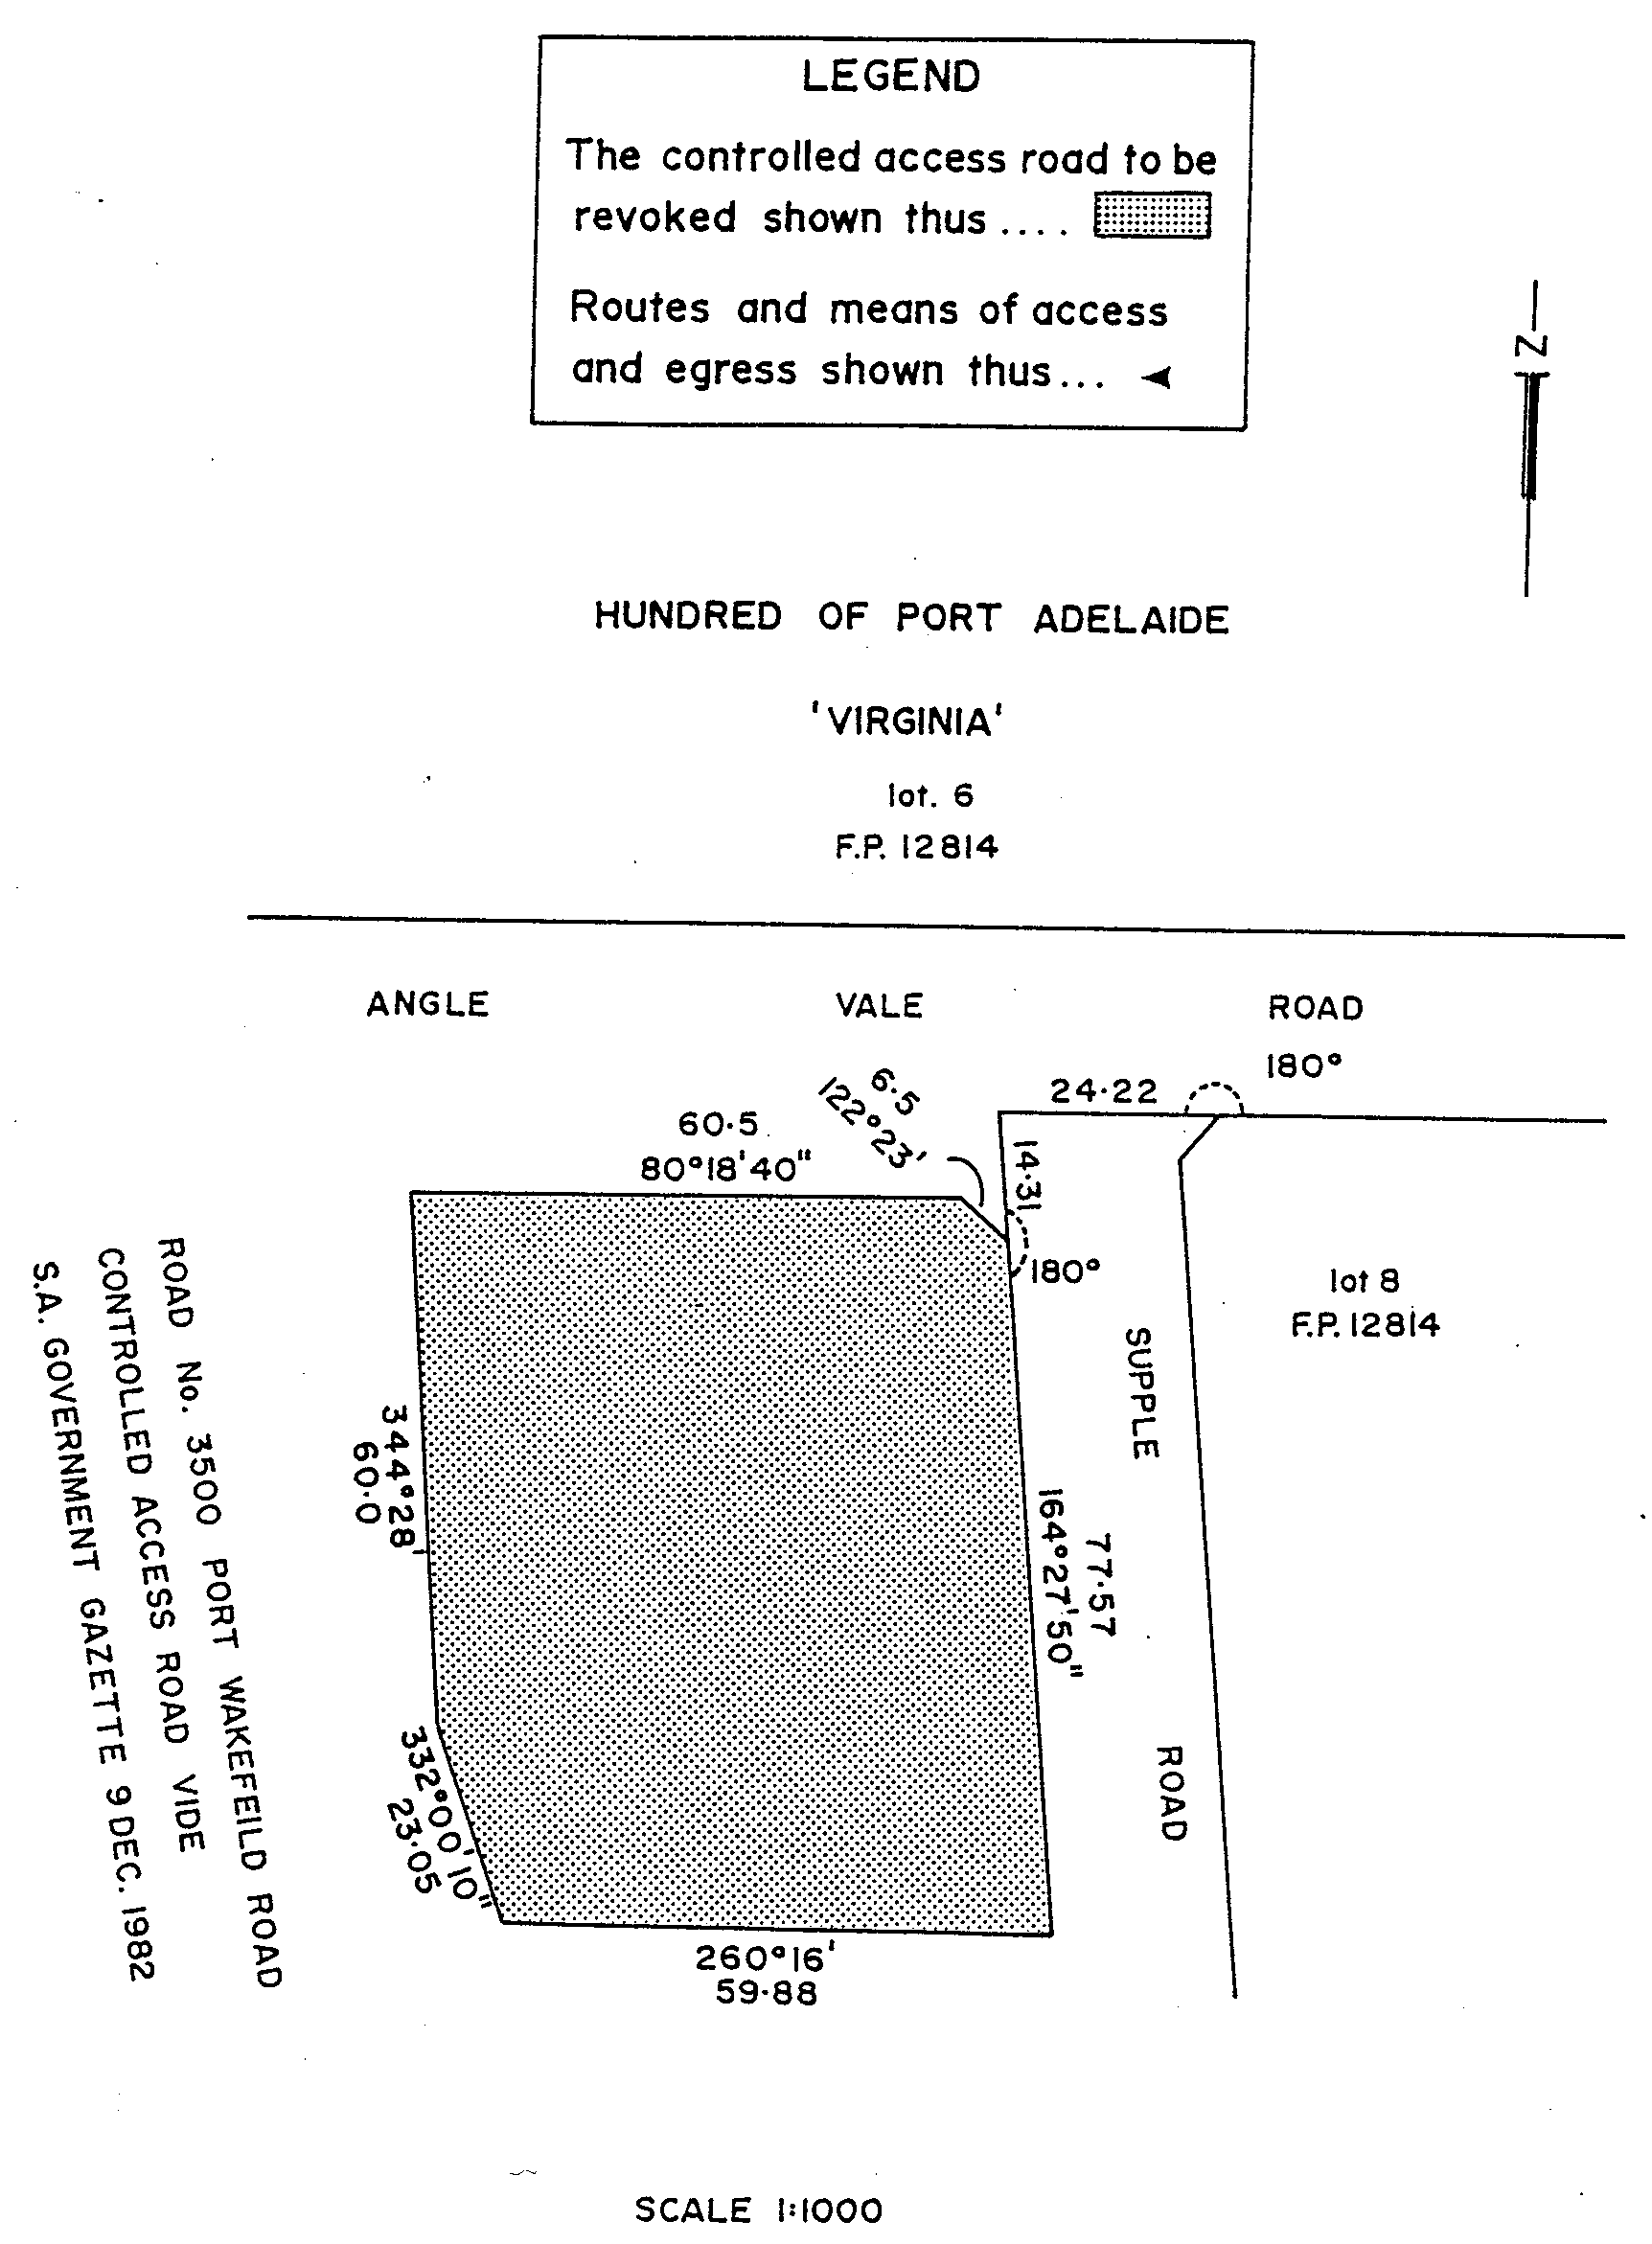 LEGEND
The controlled access road to be
revoked shown thus ....
Routes and means of access
and egress shown thus...
N
HUNDRED OF PORT ADELAIDE
'VIRGINIA'
lot. 6
F.P. 12814
ANGLE VALE ROAD
180°
24·22
6·5
122°23'
60·5
80°18'40"
14·31
180°
lot 8
F.P. 12814
SUPPLE ROAD
77·57
164°27'50"
344°28'
60·0
332°00'10"
23·05
260°16'
59·88
ROAD No. 3500 PORT WAKEFEILD ROAD
CONTROLLED ACCESS ROAD VIDE
S.A. GOVERNMENT GAZETTE 9 DEC. 1982
SCALE 1:1000